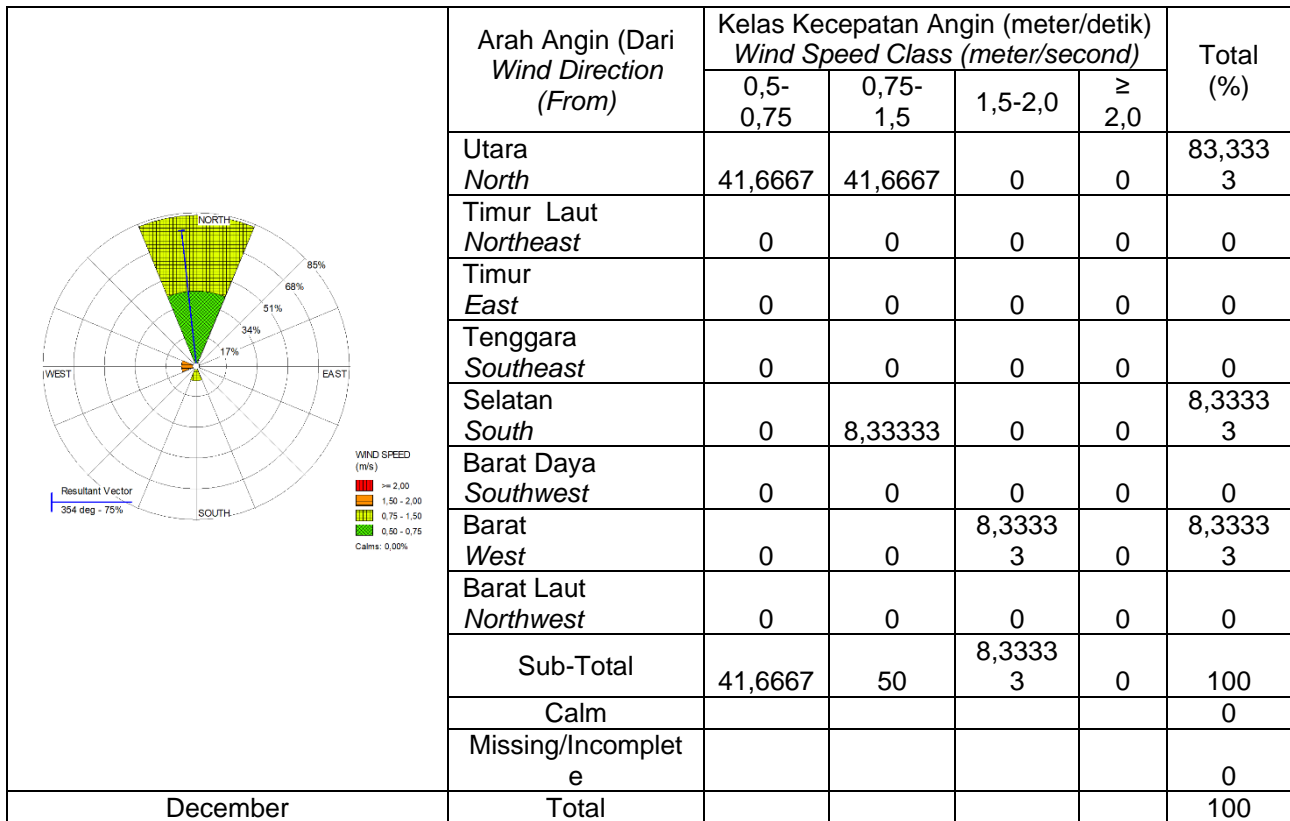 Arah Angin (Dari
Wind Direction
(From)
Kelas Kecepatan Angin (meter/detik)
Wind Speed Class (meter/second)
Total
(%)
0,5-
0,75
0,75-
1,5
1,5-2,0
≥
2,0
Utara
North
41,6667
41,6667
0
0
83,333
3
Timur  Laut
Northeast
0
0
0
0
0
Timur
East
0
0
0
0
0
Tenggara
Southeast
0
0
0
0
0
Selatan
South
0
8,33333
0
0
8,3333
3
Barat Daya
Southwest
0
0
0
0
0
Barat
West
0
0
8,3333
3
0
8,3333
3
Barat Laut
Northwest
0
0
0
0
0
Sub-Total
41,6667
50
8,3333
3
0
100
Calm
0
Missing/Incomplet
e
0
December
Total
100
NORTH
85%
68%
51%
34%
17%
WEST
EAST
SOUTH
Resultant Vector
354 deg - 75%
WIND SPEED
(m/s)
>= 2,00
1,50 - 2,00
0,75 - 1,50
0,50 - 0,75
Calms: 0,00%